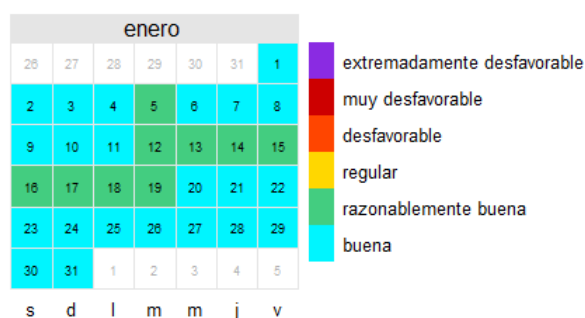 enero
26 27 28 29 30 31 1
2 3 4 5 6 7 8
9 10 11 12 13 14 15
16 17 18 19 20 21 22
23 24 25 26 27 28 29
30 31 1 2 3 4 5
s d l m m j v
extremadamente desfavorable
muy desfavorable
desfavorable
regular
razonablemente buena
buena